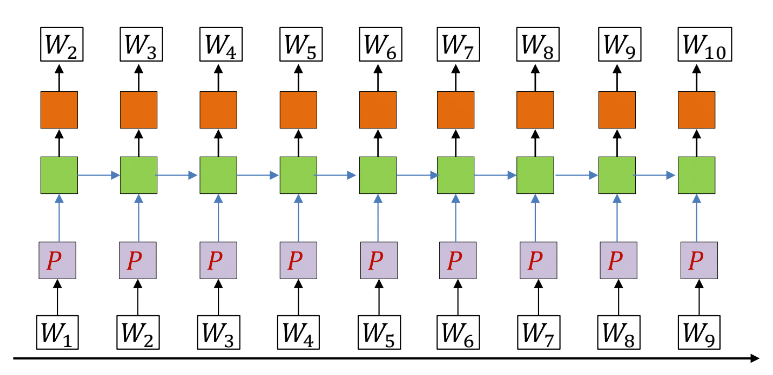 W₂ W₃ W₄ W₅ W₆ W₇ W₈ W₉ W₁₀
P P P P P P P P P
W₁ W₂ W₃ W₄ W₅ W₆ W₇ W₈ W₉